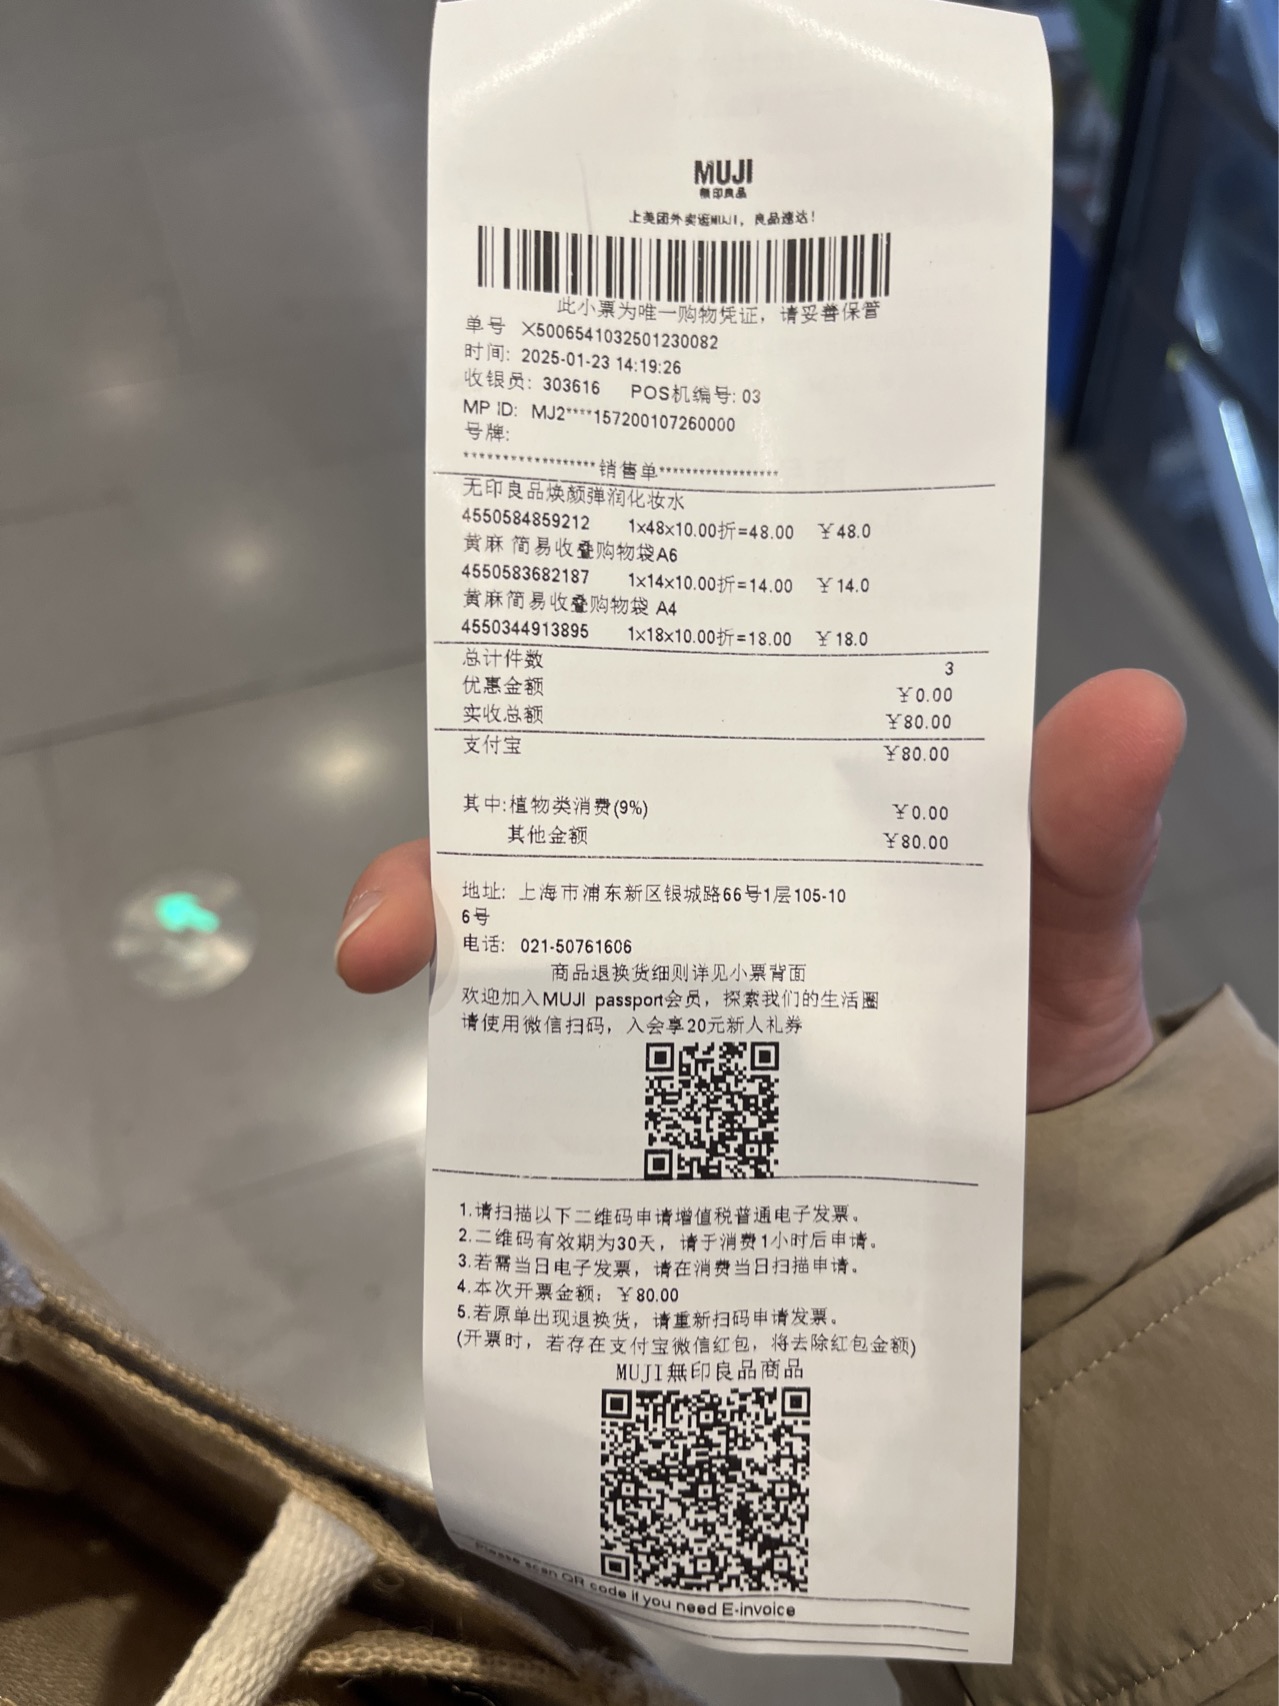 MUJI
無印良品
上美团外卖逛MUJI，良品速达！
此小票为唯一购物凭证，请妥善保管
单号 X5006541032501230082
时间: 2025-01-23 14:19:26
收银员: 303616 POS机编号: 03
MP ID: MJ2****157200107260000
号牌:
******************销售单******************
无印良品焕颜弹润化妆水
4550584859212 1x48x10.00折=48.00 ￥48.0
黄麻 简易收叠购物袋A6
4550583682187 1x14x10.00折=14.00 ￥14.0
黄麻简易收叠购物袋 A4
4550344913895 1x18x10.00折=18.00 ￥18.0
总计件数 3
优惠金额 ￥0.00
实收总额 ￥80.00
支付宝 ￥80.00
其中:植物类消费(9%) ￥0.00
其他金额 ￥80.00
地址: 上海市浦东新区银城路66号1层105-10
6号
电话: 021-50761606
商品退换货细则详见小票背面
欢迎加入MUJI passport会员，探索我们的生活圈
请使用微信扫码，入会享20元新人礼券
1.请扫描以下二维码申请增值税普通电子发票。
2.二维码有效期为30天，请于消费1小时后申请。
3.若需当日电子发票，请在消费当日扫描申请。
4.本次开票金额：￥80.00
5.若原单出现退换货，请重新扫码申请发票。
(开票时，若存在支付宝微信红包，将去除红包金额)
MUJI無印良品商品
please scan QR code if you need E-invoice